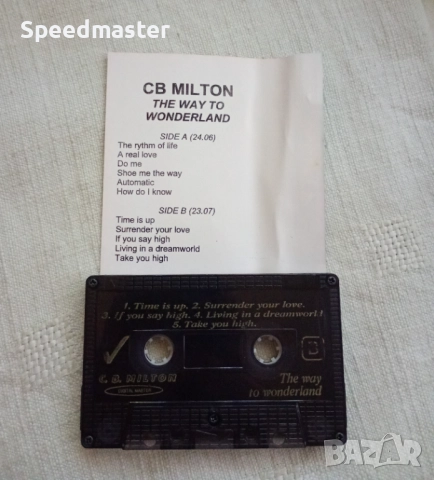 Speedmaster
CB MILTON
THE WAY TO
WONDERLAND
SIDE A (24.06)
The rythm of life
A real love
Do me
Shoe me the way
Automatic
How do I know
SIDE B (23.07)
Time is up
Surrender your love
If you say high
Living in a dreamworld
Take you high
1. Time is up. 2. Surrender your love.
3. If you say high. 4. Living in a dreamworld
5. Take you high.
C. B. MILTON
The way
to wonderland
BAZAR
bg